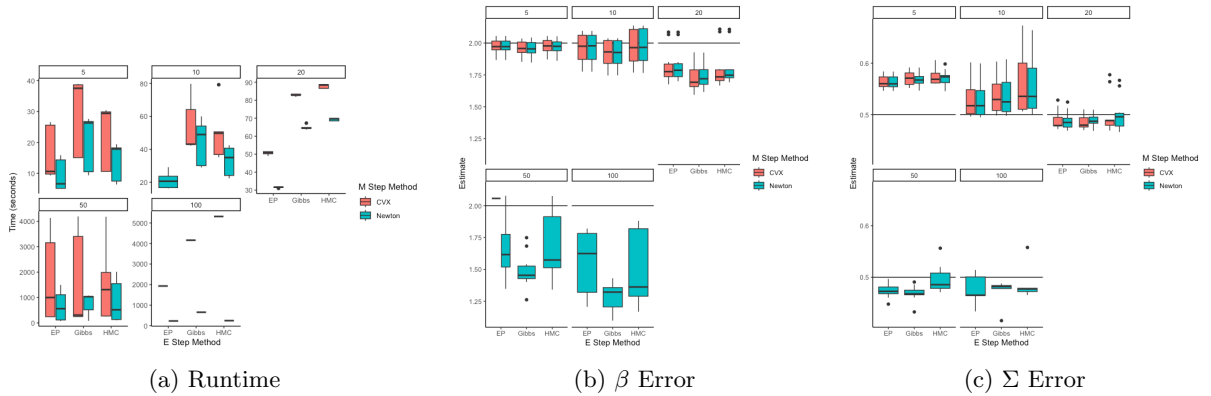 5
10
20
40
30
20
10
80
60
40
20
90
80
70
60
50
40
30
EP
Gibbs
HMC
50
100
4000
3000
2000
1000
0
5000
4000
3000
2000
1000
0
EP
Gibbs
HMC
EP
Gibbs
HMC
Time (seconds)
E Step Method
M Step Method
CVX
Newton
(a) Runtime
5
10
20
2.00
1.75
1.50
1.25
EP
Gibbs
HMC
50
100
2.00
1.75
1.50
1.25
EP
Gibbs
HMC
EP
Gibbs
HMC
Estimate
E Step Method
M Step Method
CVX
Newton
(b) β Error
5
10
20
0.6
0.5
EP
Gibbs
HMC
50
100
0.6
0.5
EP
Gibbs
HMC
EP
Gibbs
HMC
Estimate
E Step Method
M Step Method
CVX
Newton
(c) Σ Error